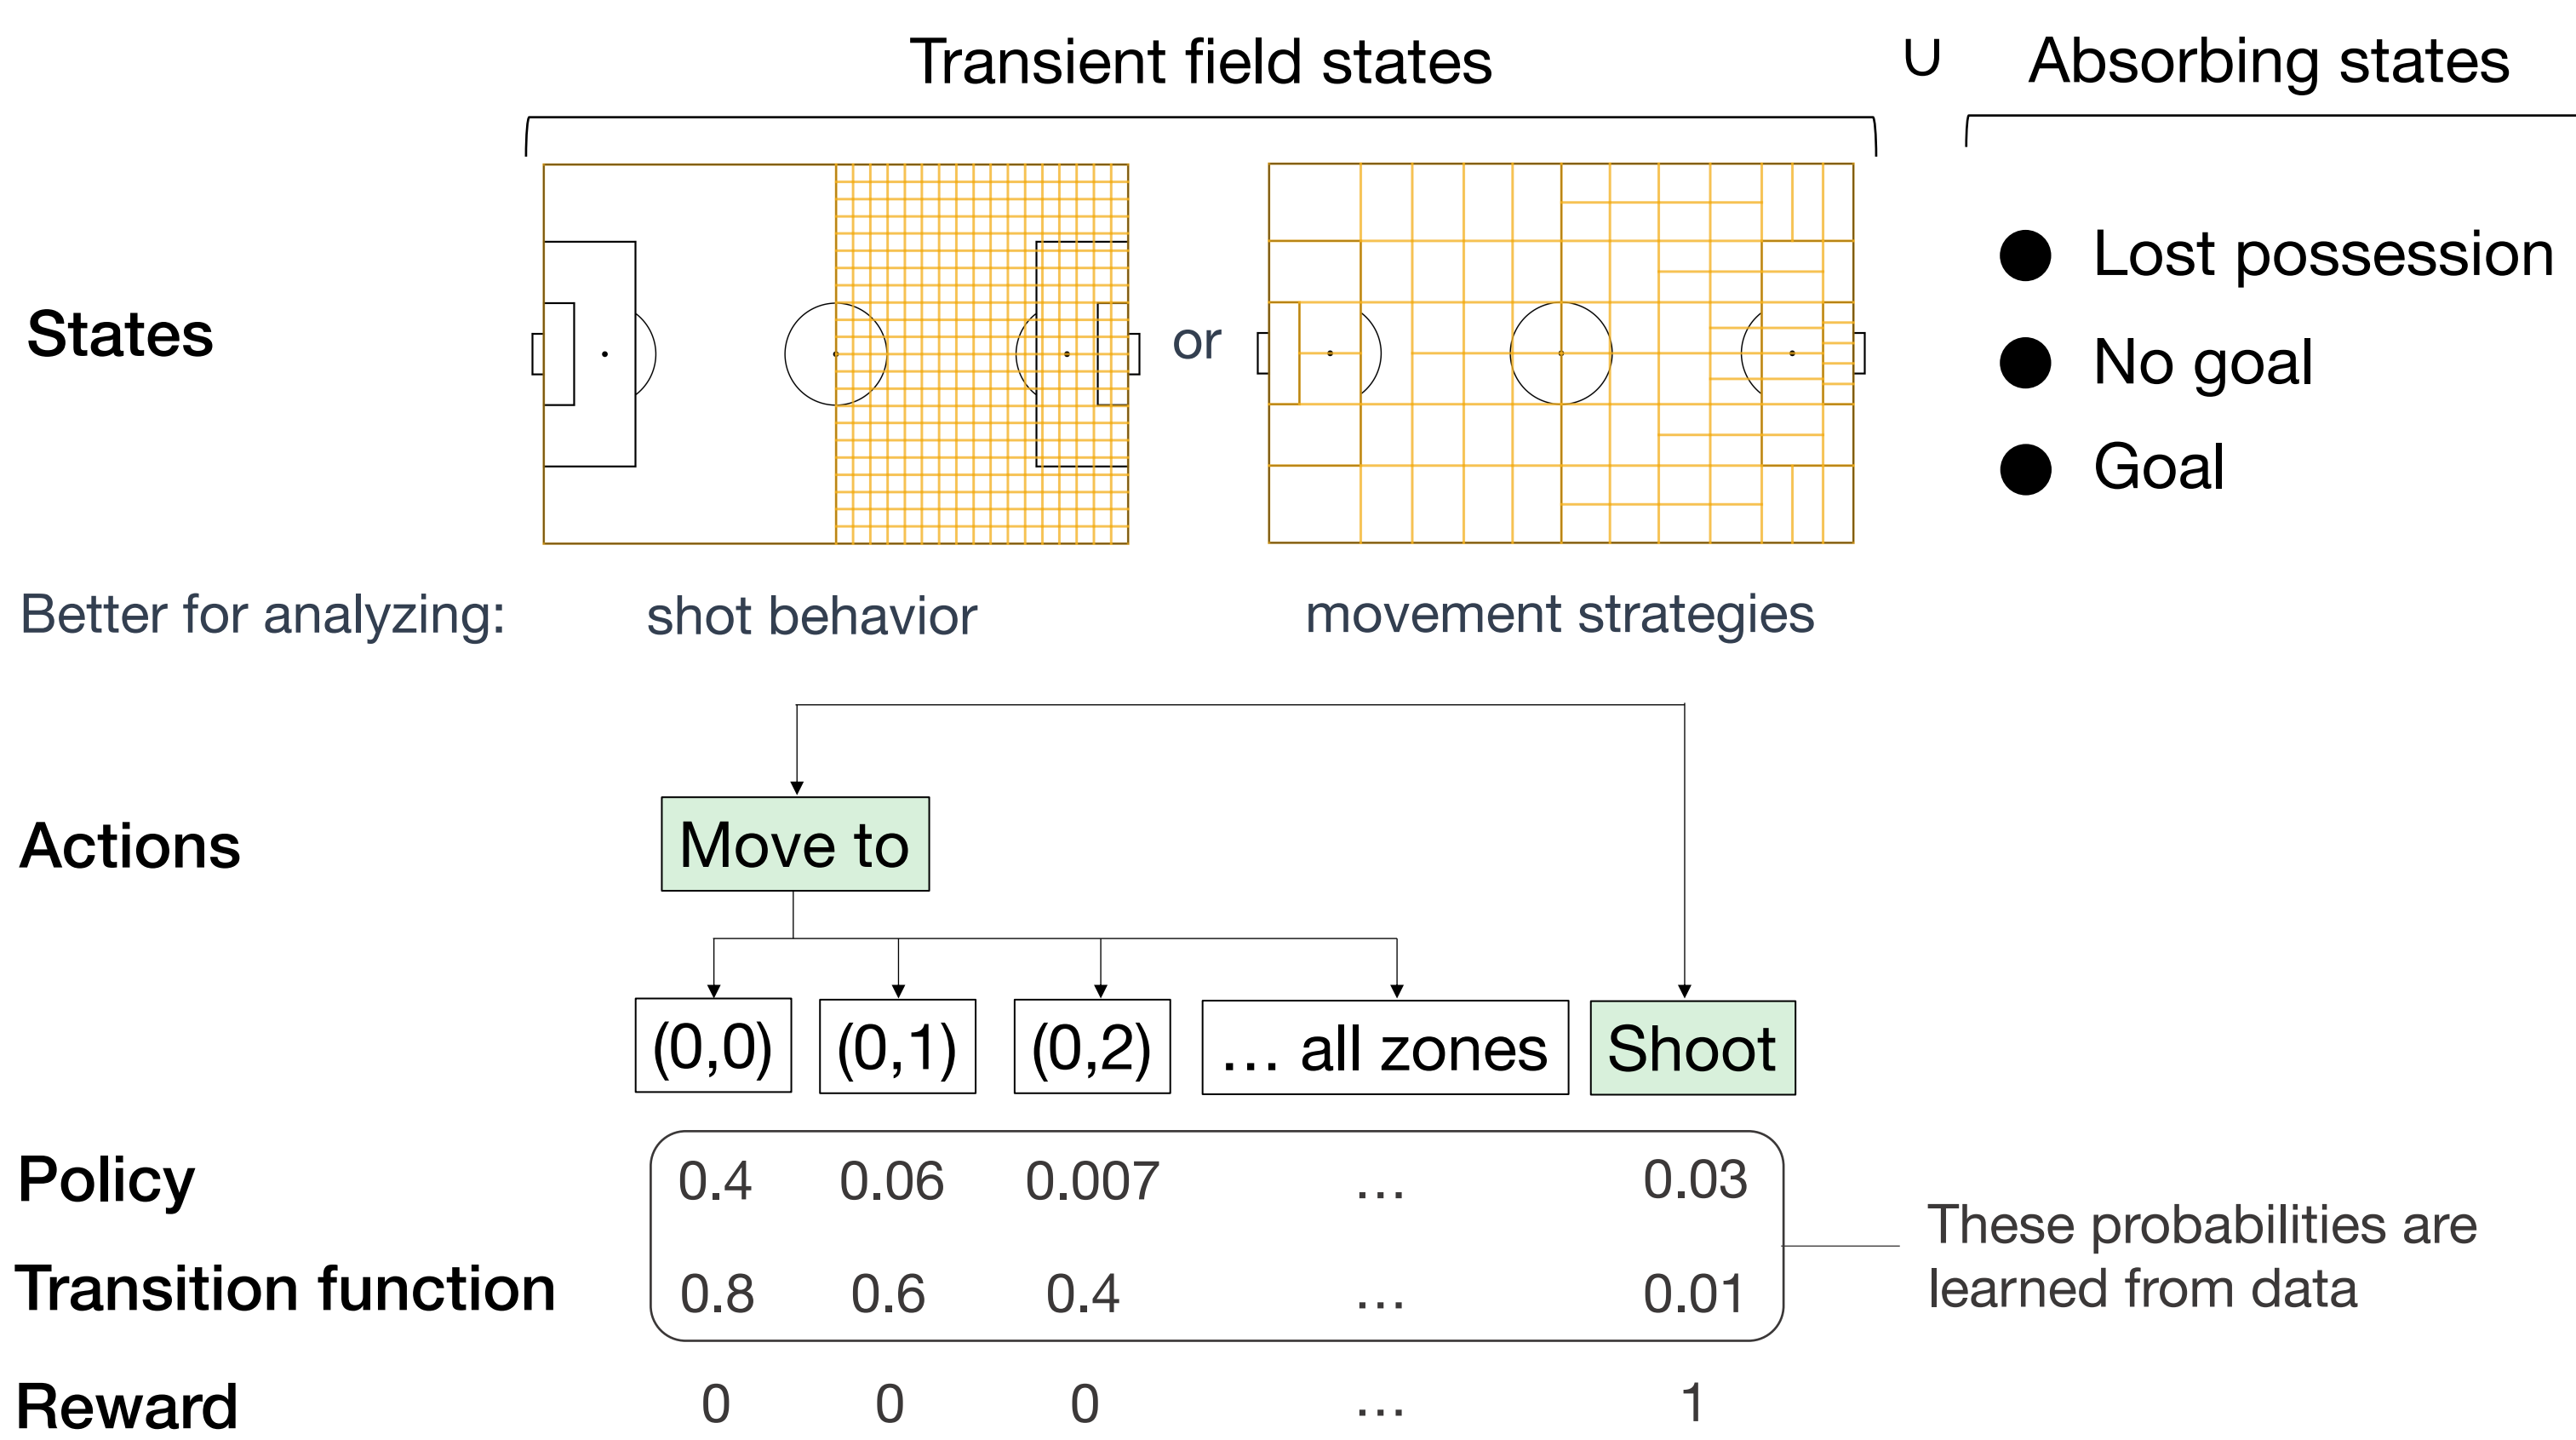 Transient field states ∪ Absorbing states
States
or
Lost possession
No goal
Goal
Better for analyzing: shot behavior movement strategies
Actions
Move to
(0,0) (0,1) (0,2) ... all zones Shoot
Policy 0.4 0.06 0.007 ... 0.03
These probabilities are
learned from data
Transition function 0.8 0.6 0.4 ... 0.01
Reward 0 0 0 ... 1